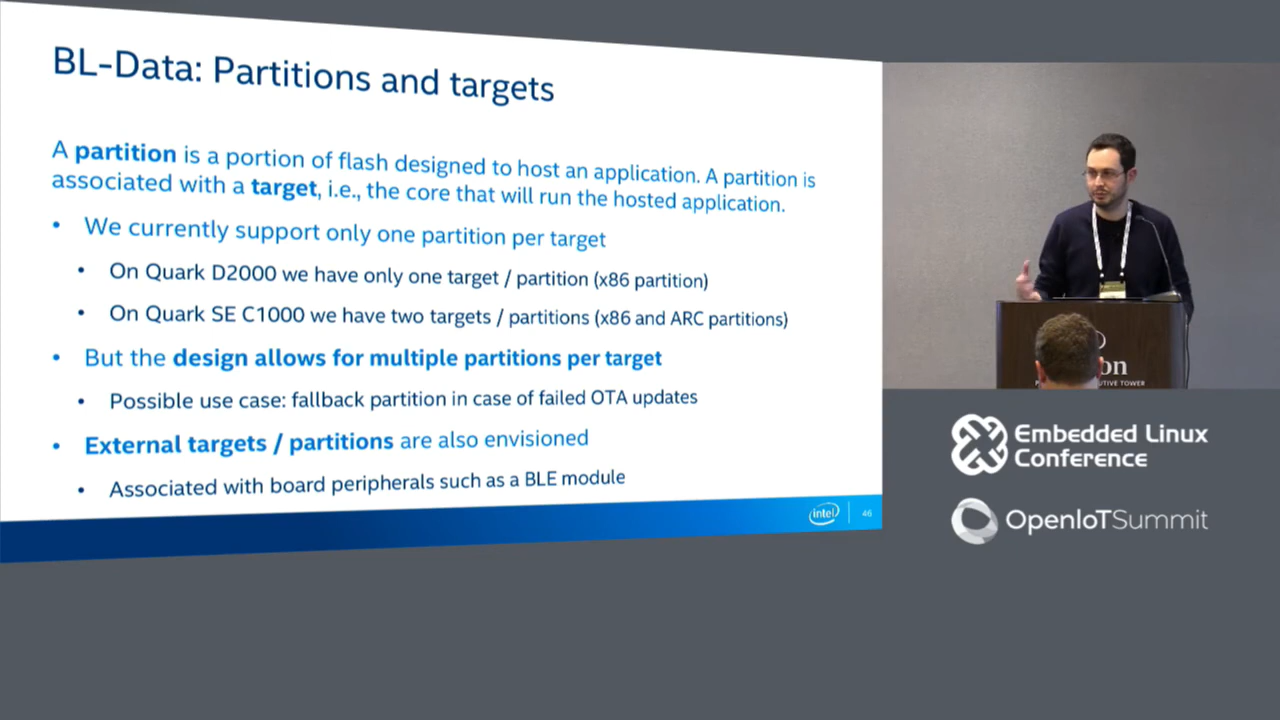 BL-Data: Partitions and targets
A partition is a portion of flash designed to host an application. A partition is
associated with a target, i.e., the core that will run the hosted application.
• We currently support only one partition per target
• On Quark D2000 we have only one target / partition (x86 partition)
• On Quark SE C1000 we have two targets / partitions (x86 and ARC partitions)
• But the design allows for multiple partitions per target
• Possible use case: fallback partition in case of failed OTA updates
• External targets / partitions are also envisioned
• Associated with board peripherals such as a BLE module
intel
46
UTIVE TOWER
Embedded Linux
Conference
OpenIoTSummit